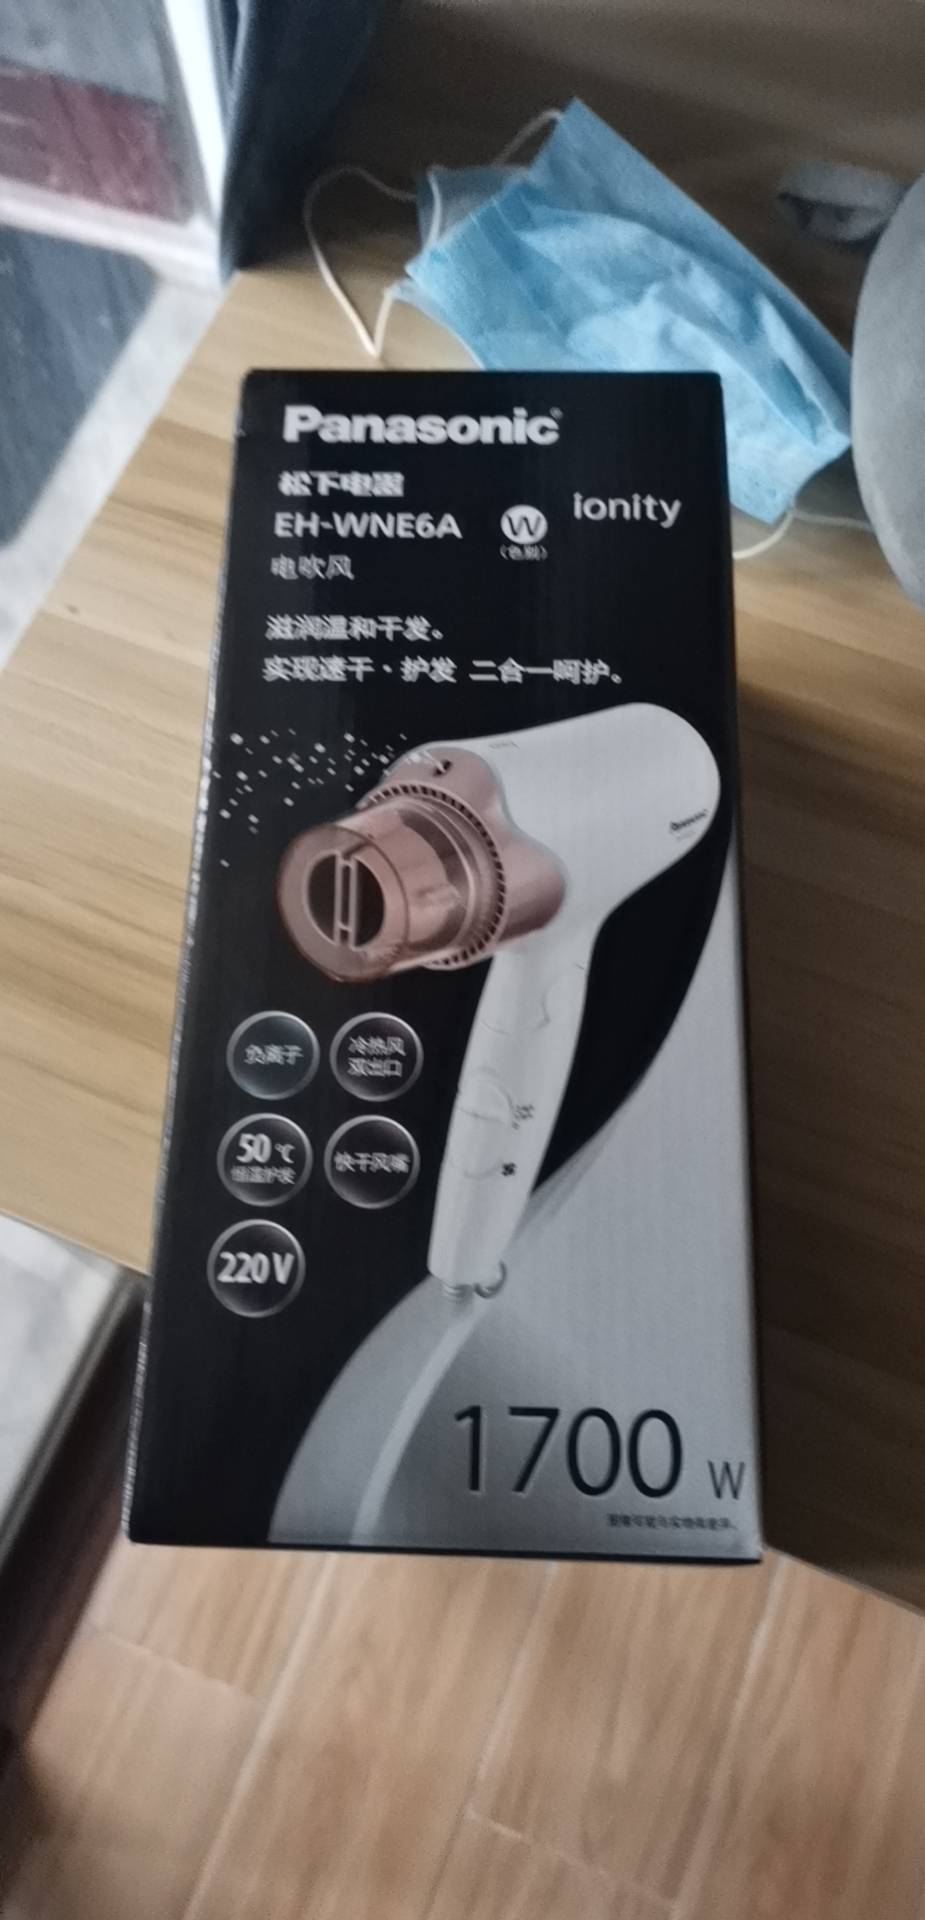 Panasonic®
松下电器
EH-WNE6A
W
(色别)
ionity
电吹风
滋润温和干发。
实现速干·护发 二合一呵护。
Panasonic
负离子
冷热风
双出口
50℃
恒温护发
快干风嘴
220V
1700 W